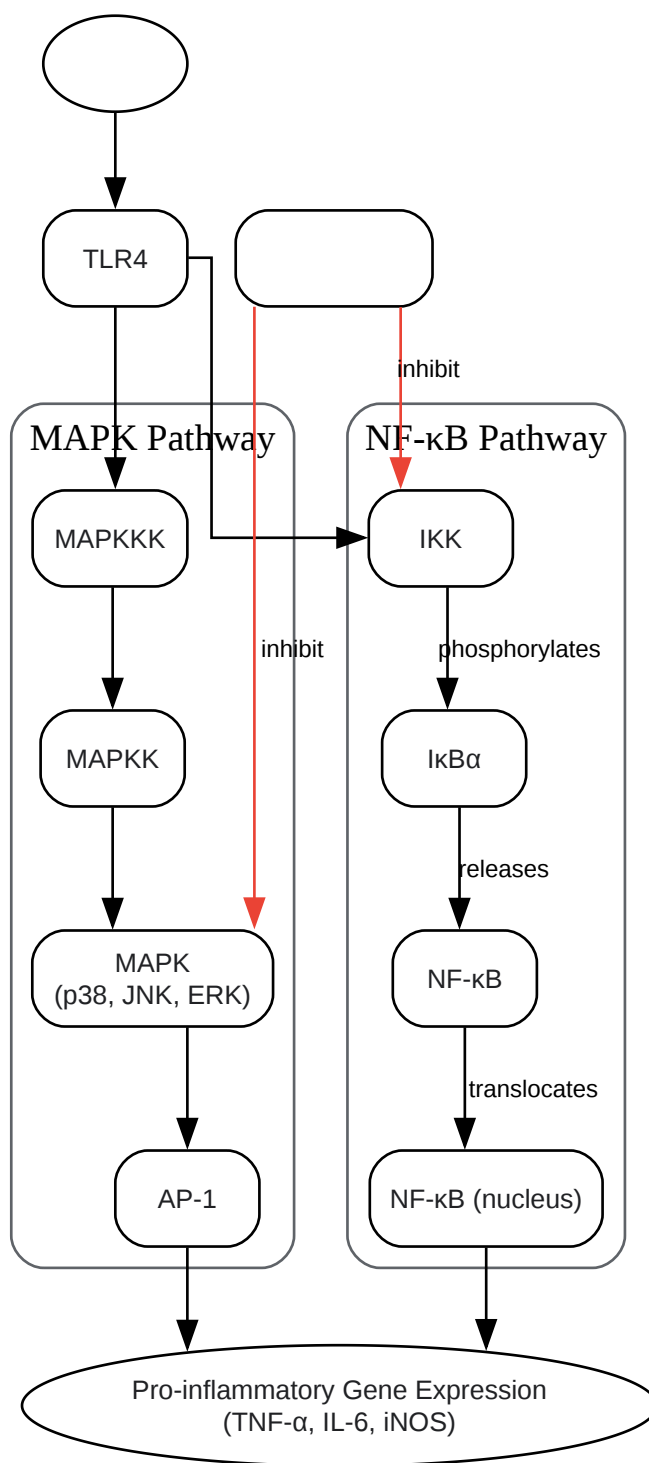 TLR4
inhibit
MAPK Pathway
NF-κB Pathway
MAPKKK
IKK
inhibit
phosphorylates
MAPKK
IκBα
releases
MAPK
(p38, JNK, ERK)
NF-κB
translocates
AP-1
NF-κB (nucleus)
Pro-inflammatory Gene Expression
(TNF-α, IL-6, iNOS)